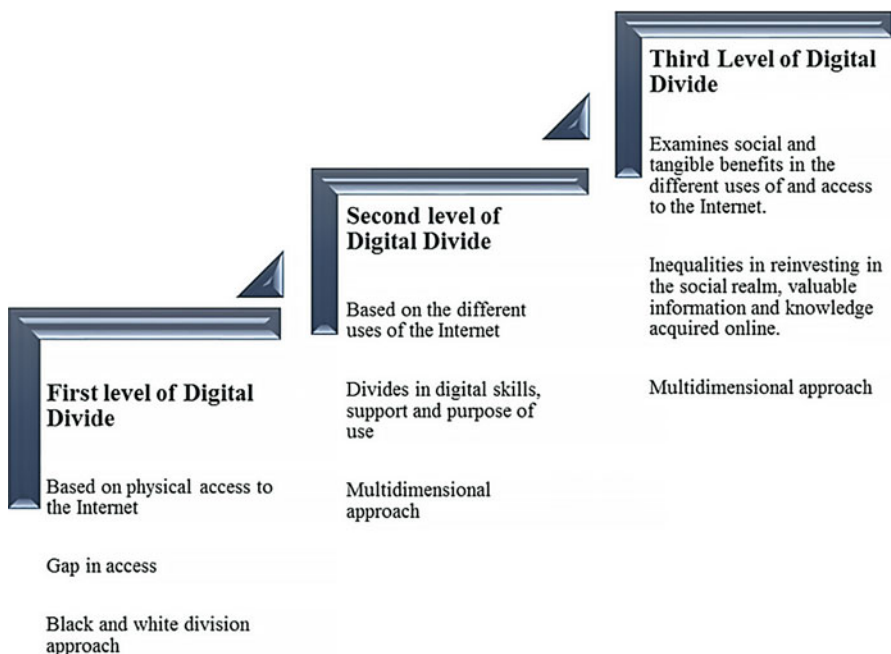 First level of Digital
Divide
Based on physical access to
the Internet
Gap in access
Black and white division
approach
Second level of
Digital Divide
Based on the different
uses of the Internet
Divides in digital skills,
support and purpose of
use
Multidimensional
approach
Third Level of Digital
Divide
Examines social and
tangible benefits in the
different uses of and access
to the Internet.
Inequalities in reinvesting in
the social realm, valuable
information and knowledge
acquired online.
Multidimensional approach